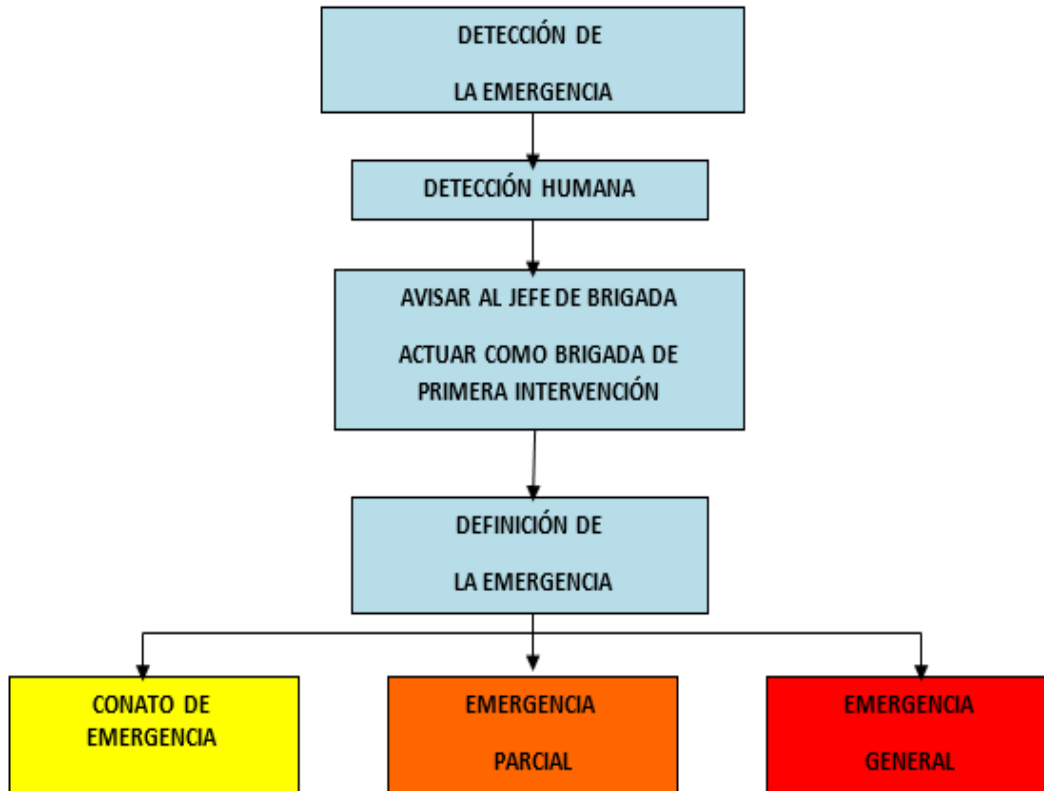 DETECCIÓN DE
LA EMERGENCIA
DETECCIÓN HUMANA
AVISAR AL JEFE DE BRIGADA
ACTUAR COMO BRIGADA DE
PRIMERA INTERVENCIÓN
DEFINICIÓN DE
LA EMERGENCIA
CONATO DE
EMERGENCIA
EMERGENCIA
PARCIAL
EMERGENCIA
GENERAL